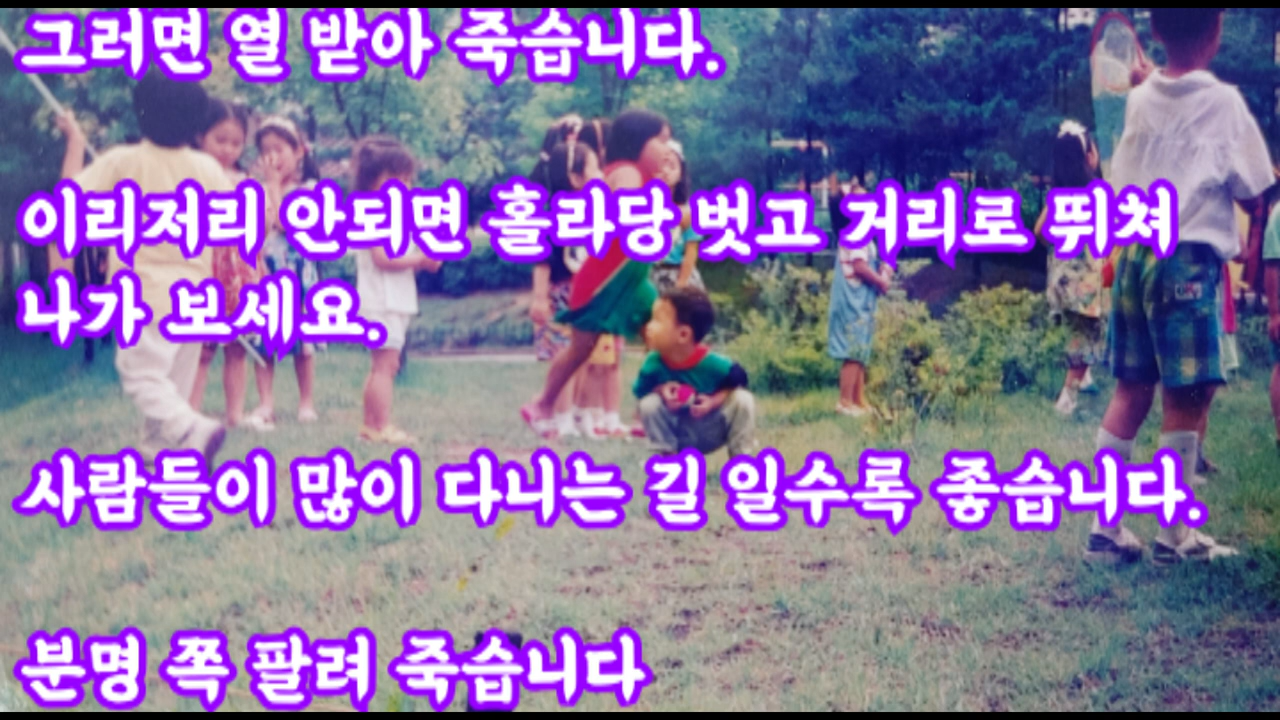 그러면 열 받아 죽습니다.
이리저리 안되면 홀라당 벗고 거리로 뛰쳐
나가 보세요.
사람들이 많이 다니는 길 일수록 좋습니다.
분명 쪽 팔려 죽습니다